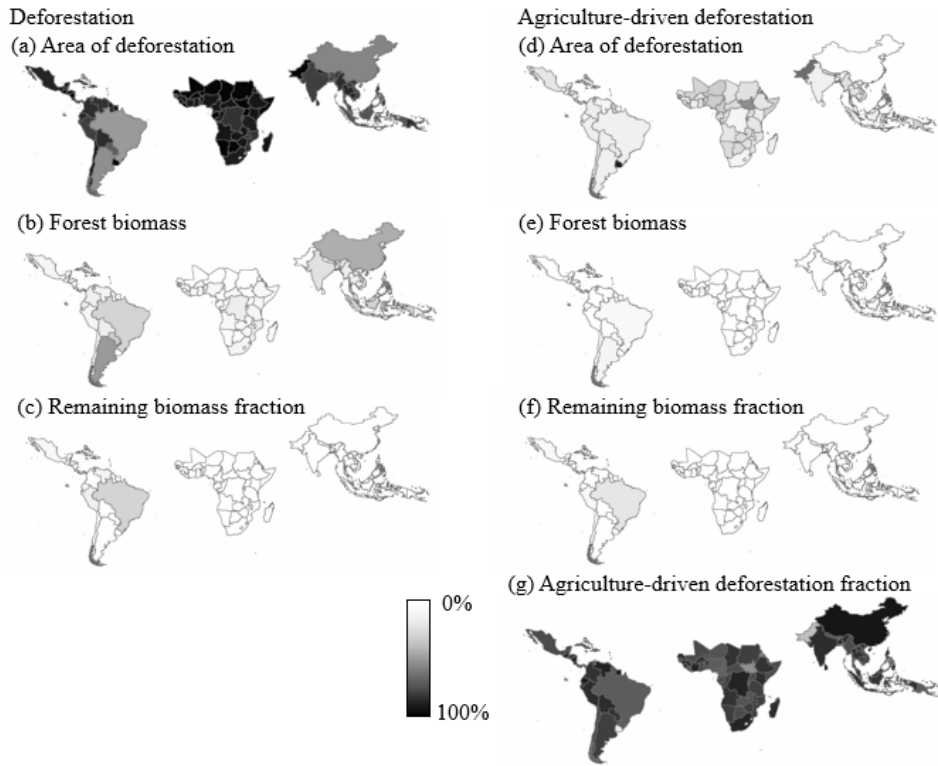 Deforestation
(a) Area of deforestation
(b) Forest biomass
(c) Remaining biomass fraction
Agriculture-driven deforestation
(d) Area of deforestation
(e) Forest biomass
(f) Remaining biomass fraction
(g) Agriculture-driven deforestation fraction
0%
100%